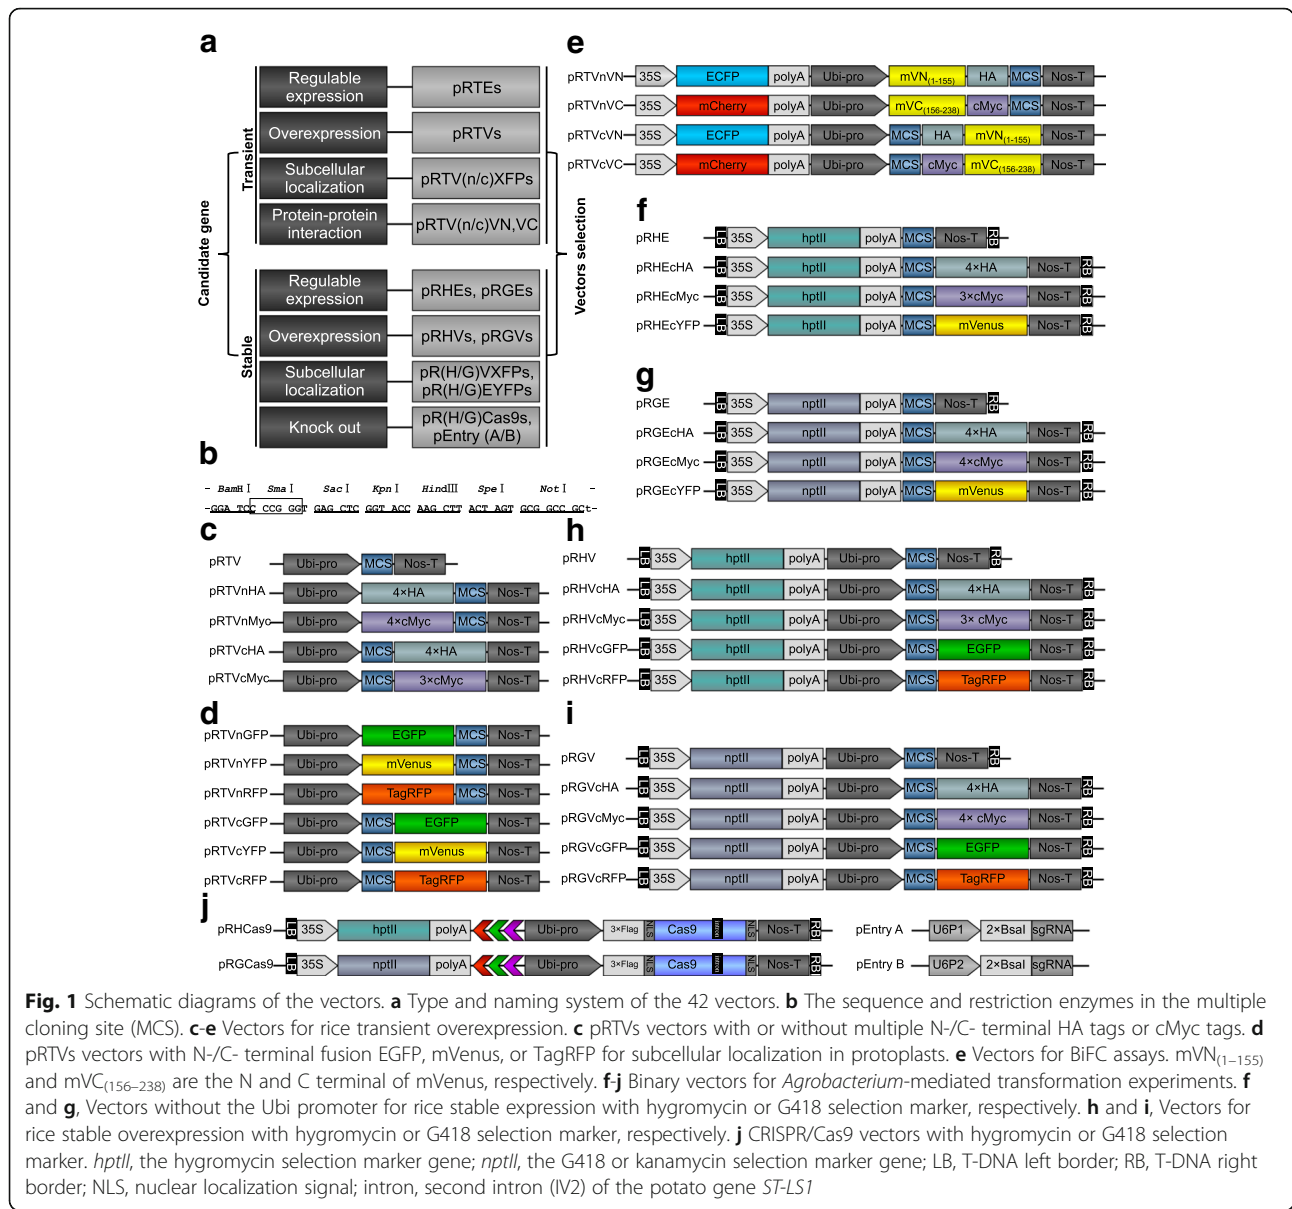 a
Candidate gene
Transient
Stable
Vectors selection
Regulable expression
pRTEs
Overexpression
pRTVs
Subcellular localization
pRTV(n/c)XFPs
Protein-protein interaction
pRTV(n/c)VN,VC
Regulable expression
pRHEs, pRGEs
Overexpression
pRHVs, pRGVs
Subcellular localization
pR(H/G)VXFPs, pR(H/G)EYFPs
Knock out
pR(H/G)Cas9s, pEntry (A/B)
b
- BamH I Sma I Sac I Kpn I HindIII Spe I Not I -
-GGA TCC CCG GGT GAG CTC GGT ACC AAG CTT ACT AGT GCG GCC GCt-
c
pRTV Ubi-pro MCS Nos-T
pRTVnHA Ubi-pro 4×HA MCS Nos-T
pRTVnMyc Ubi-pro 4×cMyc MCS Nos-T
pRTVcHA Ubi-pro MCS 4×HA Nos-T
pRTVcMyc Ubi-pro MCS 3×cMyc Nos-T
d
pRTVnGFP Ubi-pro EGFP MCS Nos-T
pRTVnYFP Ubi-pro mVenus MCS Nos-T
pRTVnRFP Ubi-pro TagRFP MCS Nos-T
pRTVcGFP Ubi-pro MCS EGFP Nos-T
pRTVcYFP Ubi-pro MCS mVenus Nos-T
pRTVcRFP Ubi-pro MCS TagRFP Nos-T
e
pRTVnVN 35S ECFP polyA Ubi-pro mVN(1-155) HA MCS Nos-T
pRTVnVC 35S mCherry polyA Ubi-pro mVC(156-238) cMyc MCS Nos-T
pRTVcVN 35S ECFP polyA Ubi-pro MCS HA mVN(1-155) Nos-T
pRTVcVC 35S mCherry polyA Ubi-pro MCS cMyc mVC(156-238) Nos-T
f
pRHE LB 35S hptII polyA MCS Nos-T RB
pRHEcHA LB 35S hptII polyA MCS 4×HA Nos-T RB
pRHEcMyc LB 35S hptII polyA MCS 3×cMyc Nos-T RB
pRHEcYFP LB 35S hptII polyA MCS mVenus Nos-T RB
g
pRGE LB 35S nptII polyA MCS Nos-T RB
pRGEcHA LB 35S nptII polyA MCS 4×HA Nos-T RB
pRGEcMyc LB 35S nptII polyA MCS 4×cMyc Nos-T RB
pRGEcYFP LB 35S nptII polyA MCS mVenus Nos-T RB
h
pRHV LB 35S hptII polyA Ubi-pro MCS Nos-T RB
pRHVcHA LB 35S hptII polyA Ubi-pro MCS 4×HA Nos-T RB
pRHVcMyc LB 35S hptII polyA Ubi-pro MCS 3× cMyc Nos-T RB
pRHVcGFP LB 35S hptII polyA Ubi-pro MCS EGFP Nos-T RB
pRHVcRFP LB 35S hptII polyA Ubi-pro MCS TagRFP Nos-T RB
i
pRGV LB 35S nptII polyA Ubi-pro MCS Nos-T RB
pRGVcHA LB 35S nptII polyA Ubi-pro MCS 4×HA Nos-T RB
pRGVcMyc LB 35S nptII polyA Ubi-pro MCS 4× cMyc Nos-T RB
pRGVcGFP LB 35S nptII polyA Ubi-pro MCS EGFP Nos-T RB
pRGVcRFP LB 35S nptII polyA Ubi-pro MCS TagRFP Nos-T RB
j
pRHCas9 LB 35S hptII polyA Ubi-pro 3×Flag NLS Cas9 Intron NLS Nos-T RB
pEntry A U6P1 2×BsaI sgRNA
pRGCas9 LB 35S nptII polyA Ubi-pro 3×Flag NLS Cas9 Intron NLS Nos-T RB
pEntry B U6P2 2×BsaI sgRNA
Fig. 1 Schematic diagrams of the vectors. a Type and naming system of the 42 vectors. b The sequence and restriction enzymes in the multiple
cloning site (MCS). c-e Vectors for rice transient overexpression. c pRTVs vectors with or without multiple N-/C- terminal HA tags or cMyc tags. d
pRTVs vectors with N-/C- terminal fusion EGFP, mVenus, or TagRFP for subcellular localization in protoplasts. e Vectors for BiFC assays. mVN(1–155)
and mVC(156–238) are the N and C terminal of mVenus, respectively. f-j Binary vectors for Agrobacterium-mediated transformation experiments. f
and g, Vectors without the Ubi promoter for rice stable expression with hygromycin or G418 selection marker, respectively. h and i, Vectors for
rice stable overexpression with hygromycin or G418 selection marker, respectively. j CRISPR/Cas9 vectors with hygromycin or G418 selection
marker. hptII, the hygromycin selection marker gene; nptII, the G418 or kanamycin selection marker gene; LB, T-DNA left border; RB, T-DNA right
border; NLS, nuclear localization signal; intron, second intron (IV2) of the potato gene ST-LS1